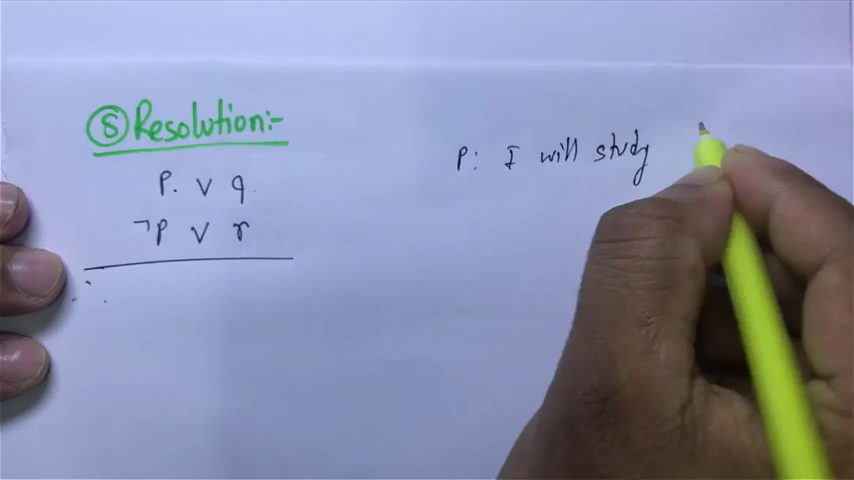 ⑧ Resolution:-
P. ∨ q.
¬P ∨ r
∴
P: I will study